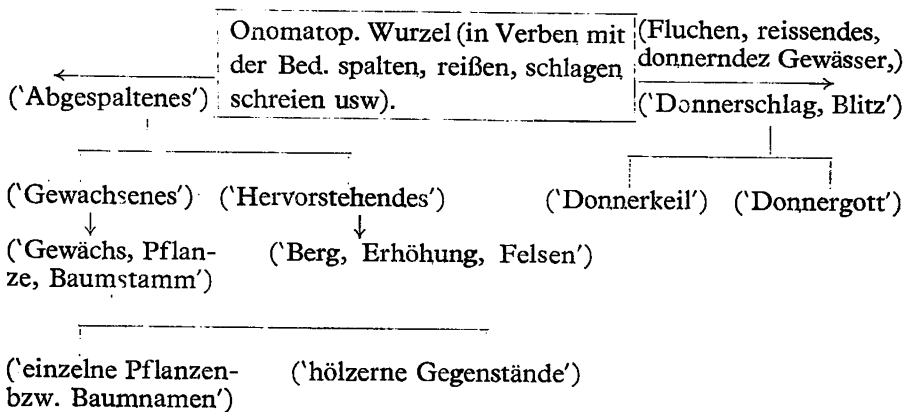 Onomatop. Wurzel (in Verben mit
der Bed. spalten, reißen, schlagen
schreien usw).
(Fluchen, reissendes,
donnerndez Gewässer,)
('Abgespaltenes')
('Donnerschlag, Blitz')
('Gewachsenes')
('Hervorstehendes')
('Donnerkeil')
('Donnergott')
('Gewächs, Pflan-
ze, Baumstamm')
('Berg, Erhöhung, Felsen')
('einzelne Pflanzen-
bzw. Baumnamen')
('hölzerne Gegenstände')